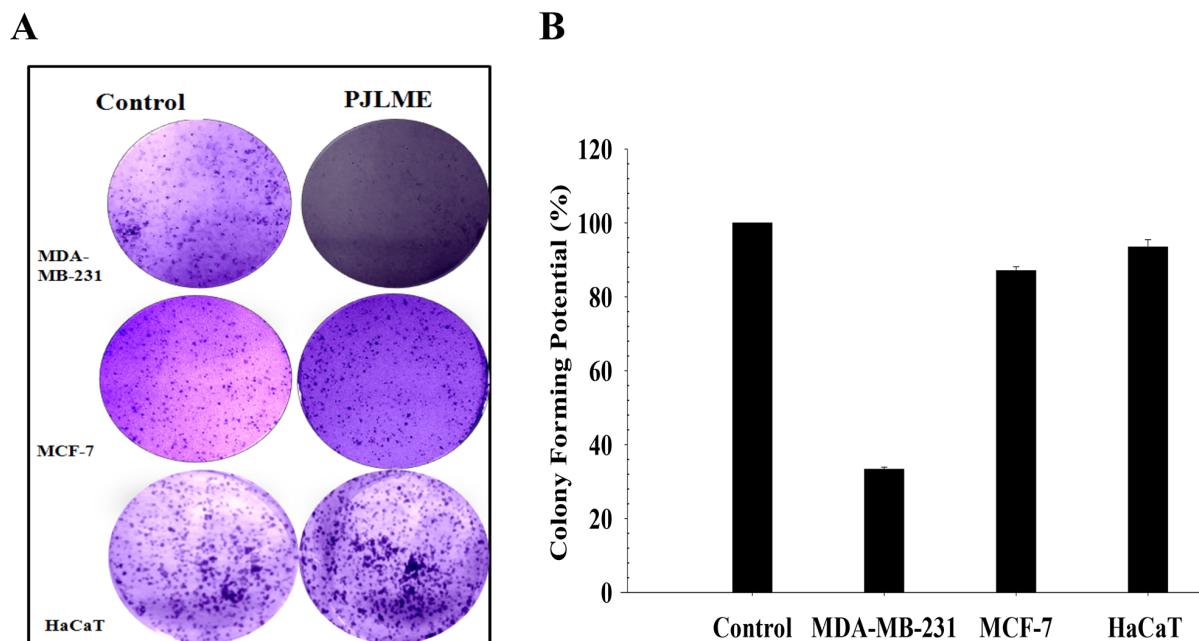 A
Control PJLME
MDA-
MB-231
MCF-7
HaCaT
B
Colony Forming Potential (%)
120
100
80
60
40
20
0
Control MDA-MB-231 MCF-7 HaCaT